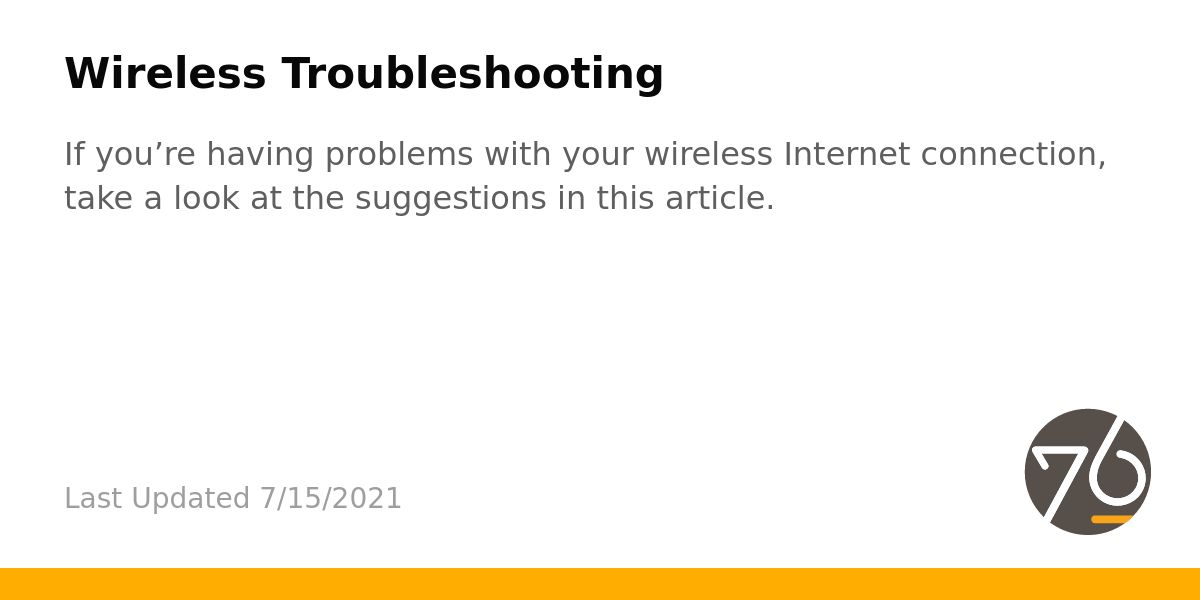 Wireless Troubleshooting
If you’re having problems with your wireless Internet connection,
take a look at the suggestions in this article.
Last Updated 7/15/2021
76